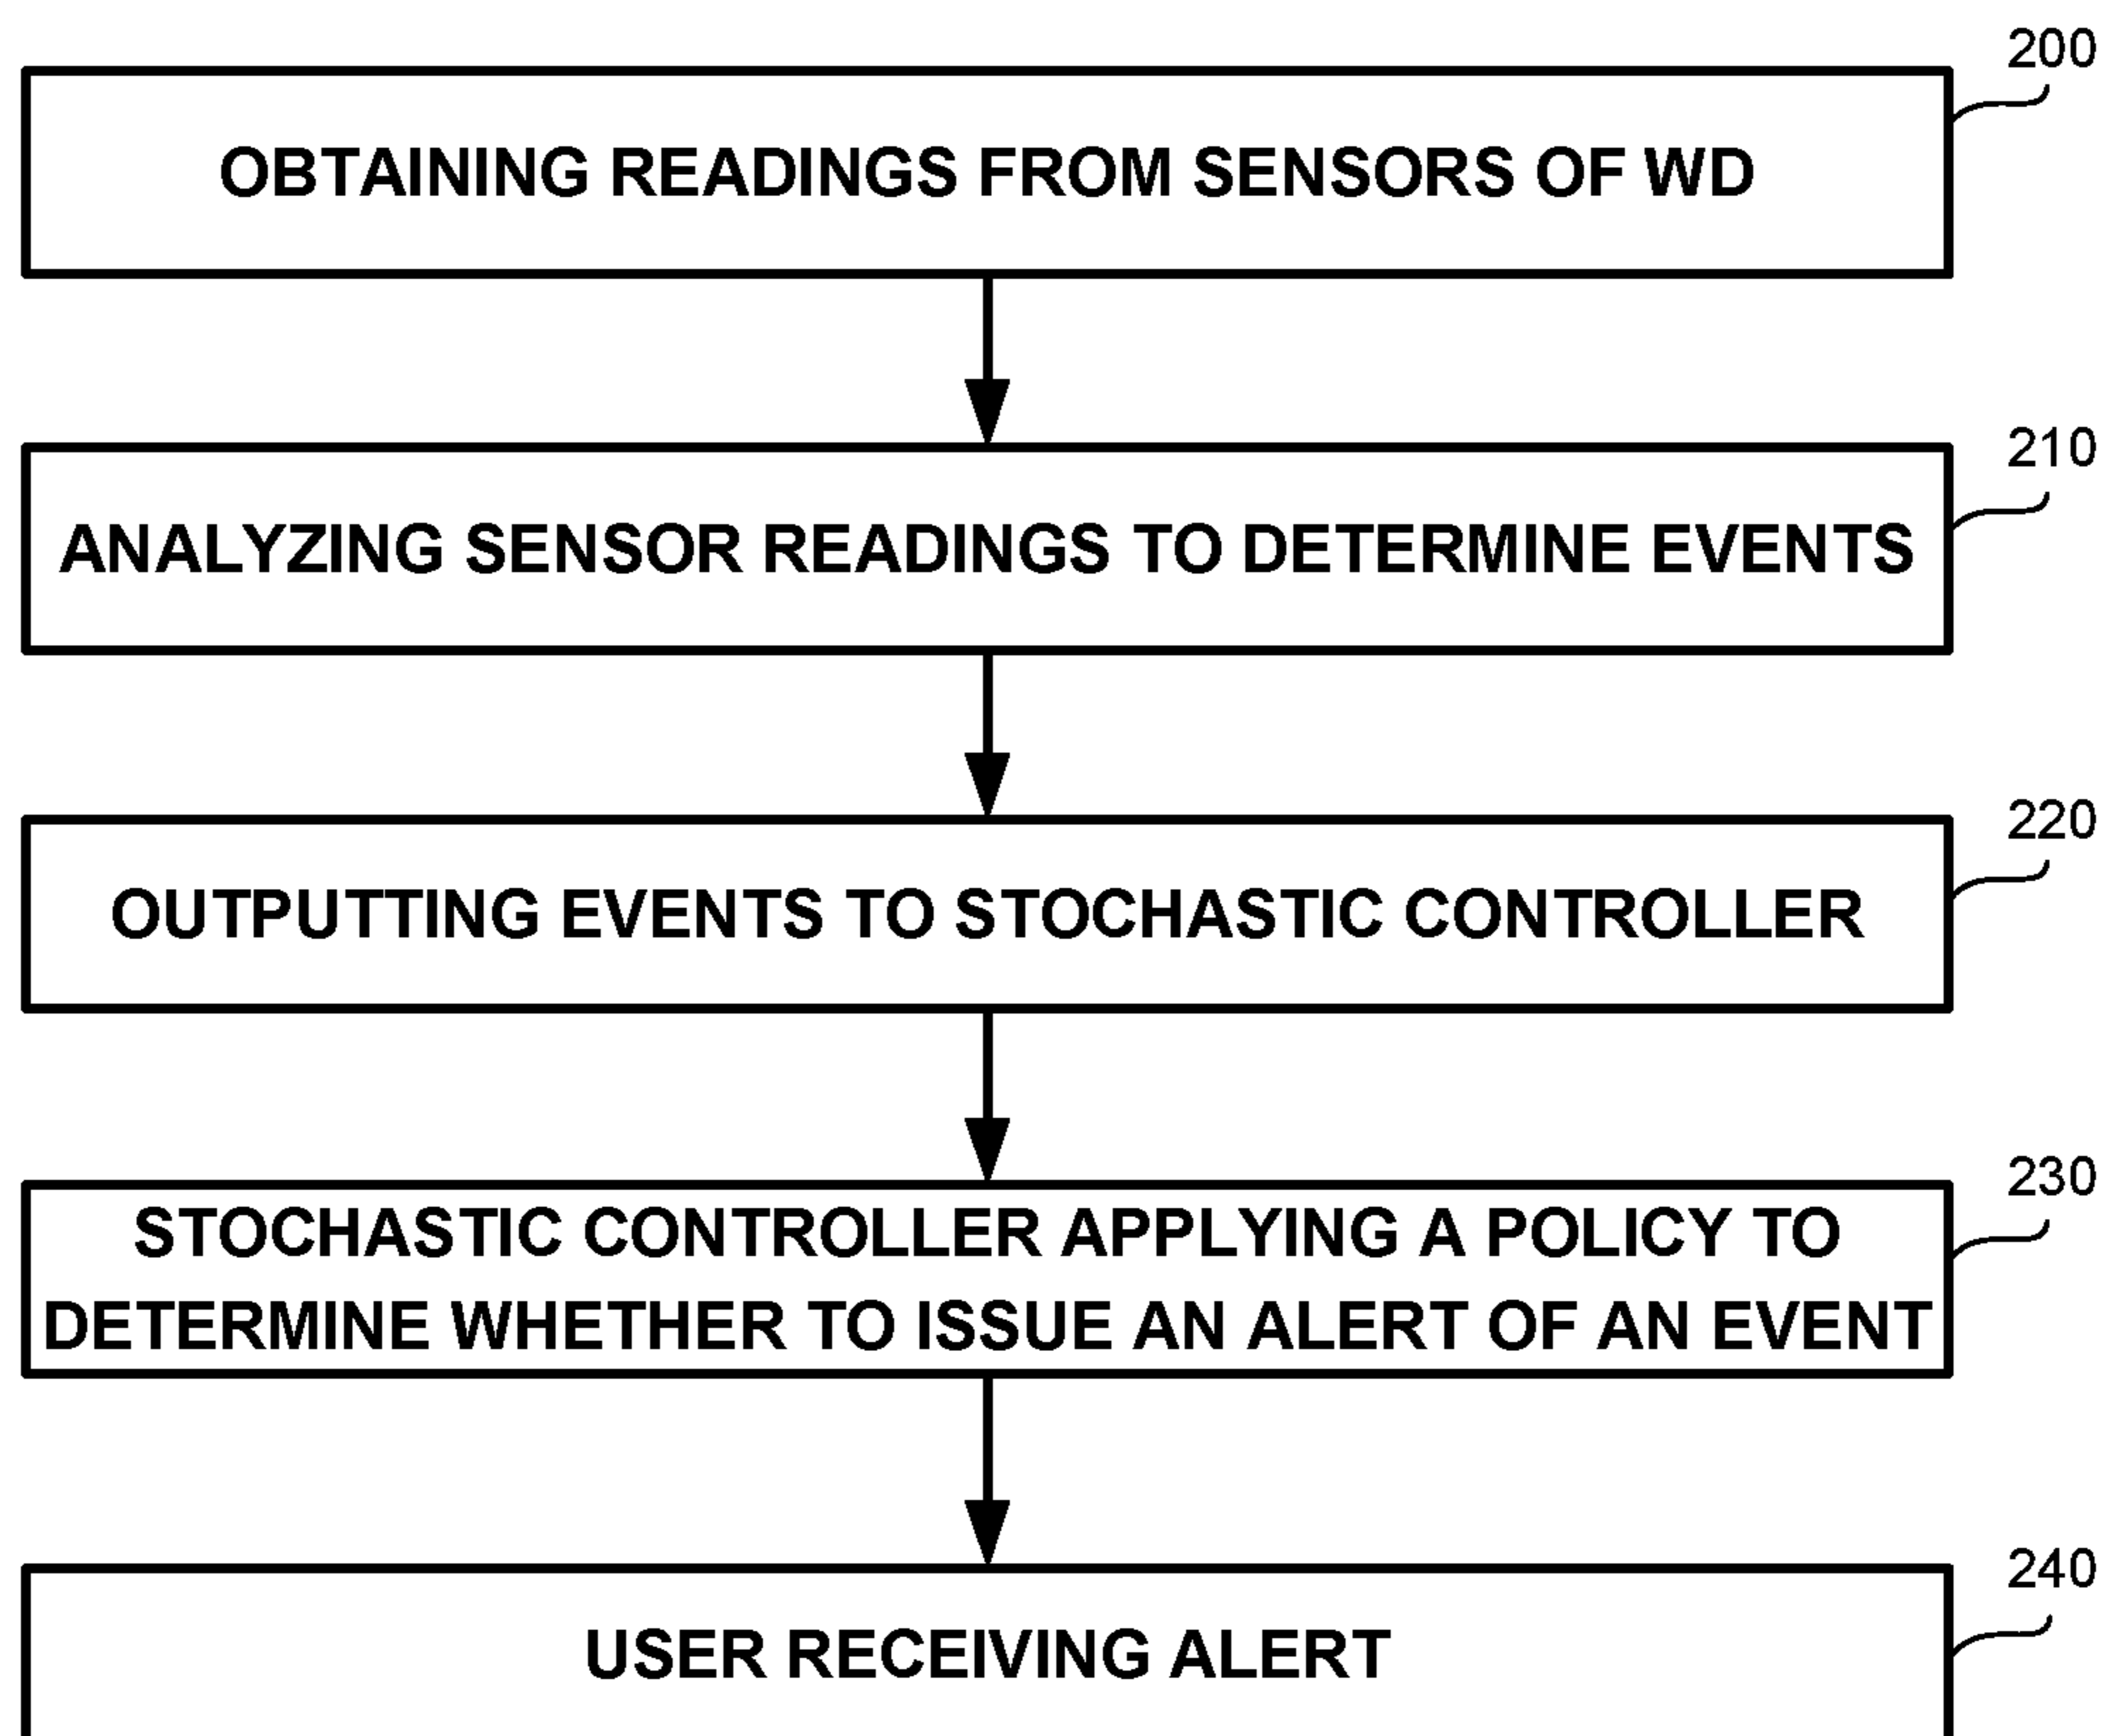 200
OBTAINING READINGS FROM SENSORS OF WD
210
ANALYZING SENSOR READINGS TO DETERMINE EVENTS
220
OUTPUTTING EVENTS TO STOCHASTIC CONTROLLER
230
STOCHASTIC CONTROLLER APPLYING A POLICY TO
DETERMINE WHETHER TO ISSUE AN ALERT OF AN EVENT
240
USER RECEIVING ALERT